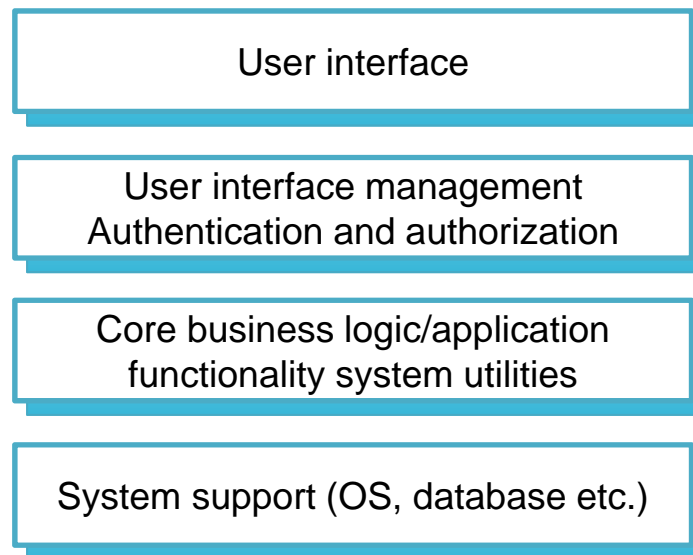 User interface
User interface management
Authentication and authorization
Core business logic/application
functionality system utilities
System support (OS, database etc.)